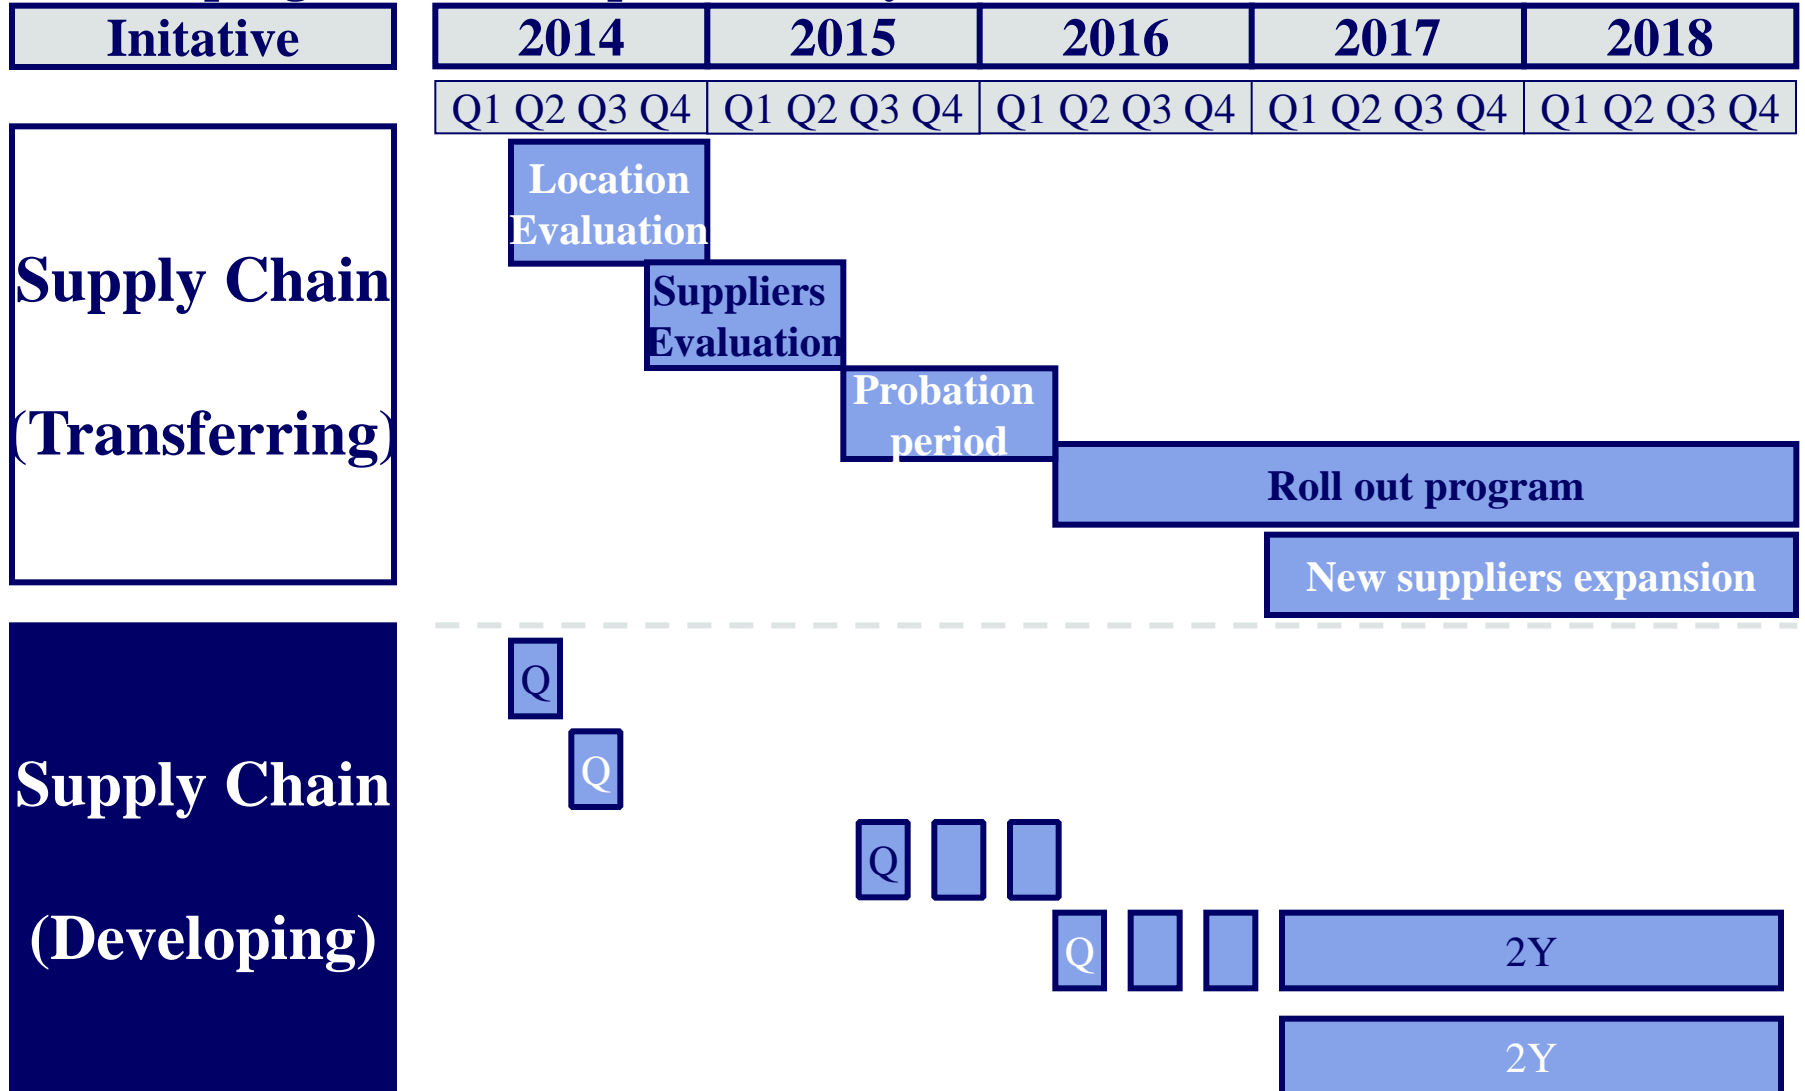 Initative
2014 2015 2016 2017 2018
Q1 Q2 Q3 Q4 Q1 Q2 Q3 Q4 Q1 Q2 Q3 Q4 Q1 Q2 Q3 Q4 Q1 Q2 Q3 Q4
Supply Chain
(Transferring)
Location
Evaluation
Suppliers
Evaluation
Probation
period
Roll out program
New suppliers expansion
Supply Chain
(Developing)
Q
Q
Q
Q
2Y
2Y